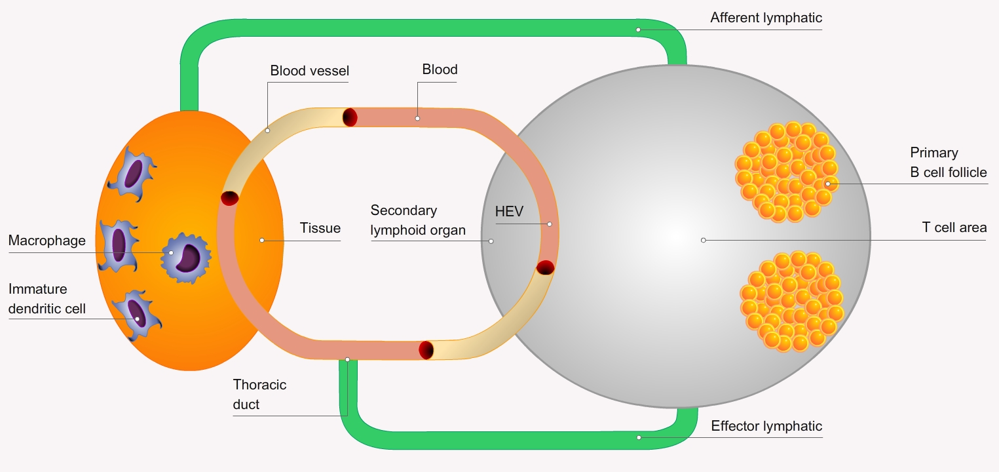 Afferent lymphatic
Blood vessel
Blood
Primary
B cell follicle
Secondary
lymphoid organ
HEV
Tissue
T cell area
Macrophage
Immature
dendritic cell
Thoracic
duct
Effector lymphatic